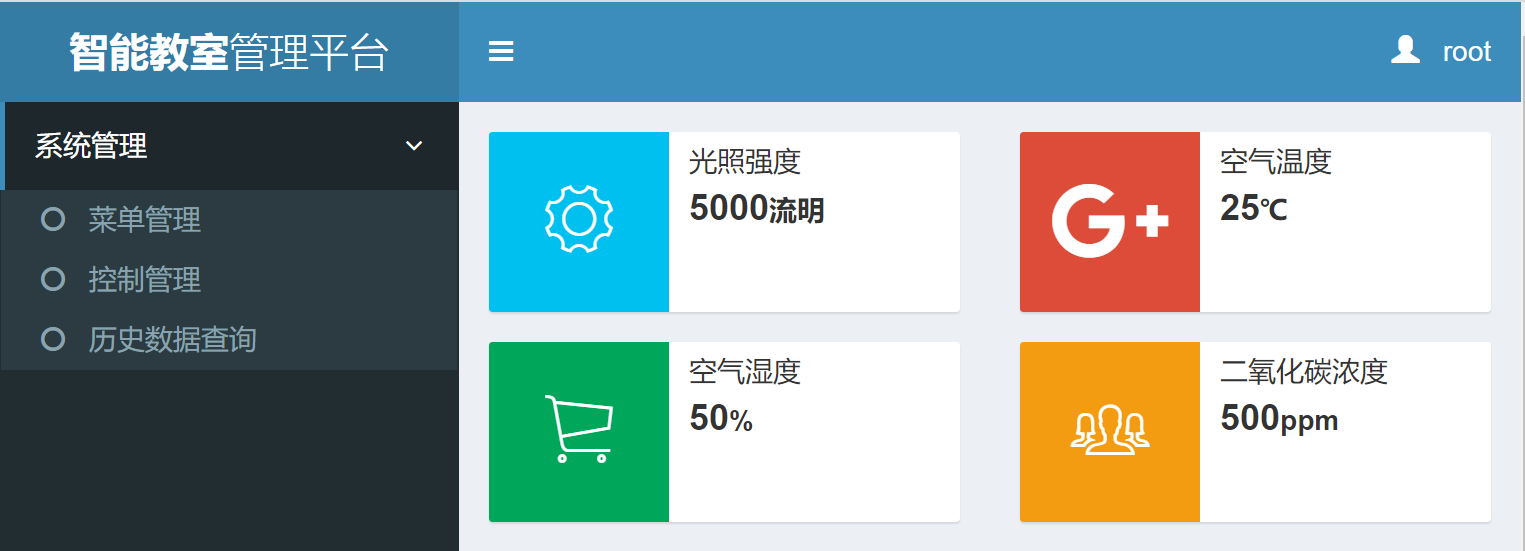 智能教室管理平台
root
系统管理
菜单管理
控制管理
历史数据查询
光照强度
5000流明
G+
空气温度
25℃
空气湿度
50%
二氧化碳浓度
500ppm